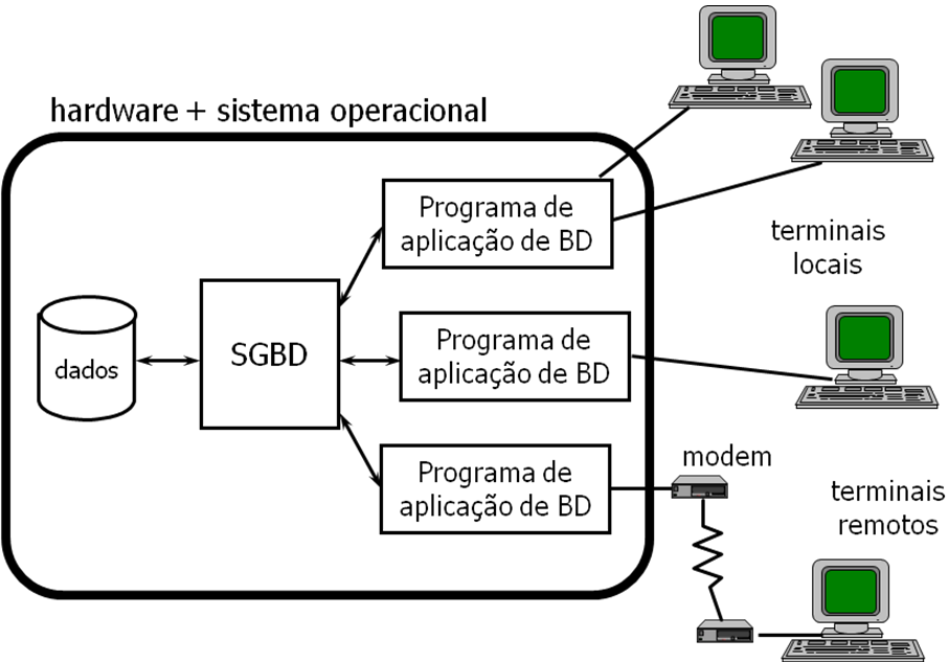 hardware + sistema operacional
Programa de
aplicação de BD
terminais
locais
dados
SGBD
Programa de
aplicação de BD
Programa de
aplicação de BD
modem
terminais
remotos